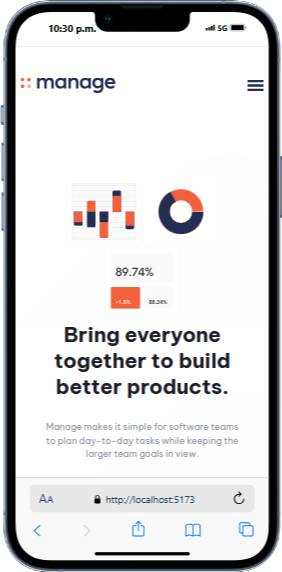 10:30 p.m.
5G
manage
89.74%
+1.5%
88.24%
Bring everyone
together to build
better products.
Manage makes it simple for software teams
to plan day-to-day tasks while keeping the
larger team goals in view.
AA
http://localhost:5173